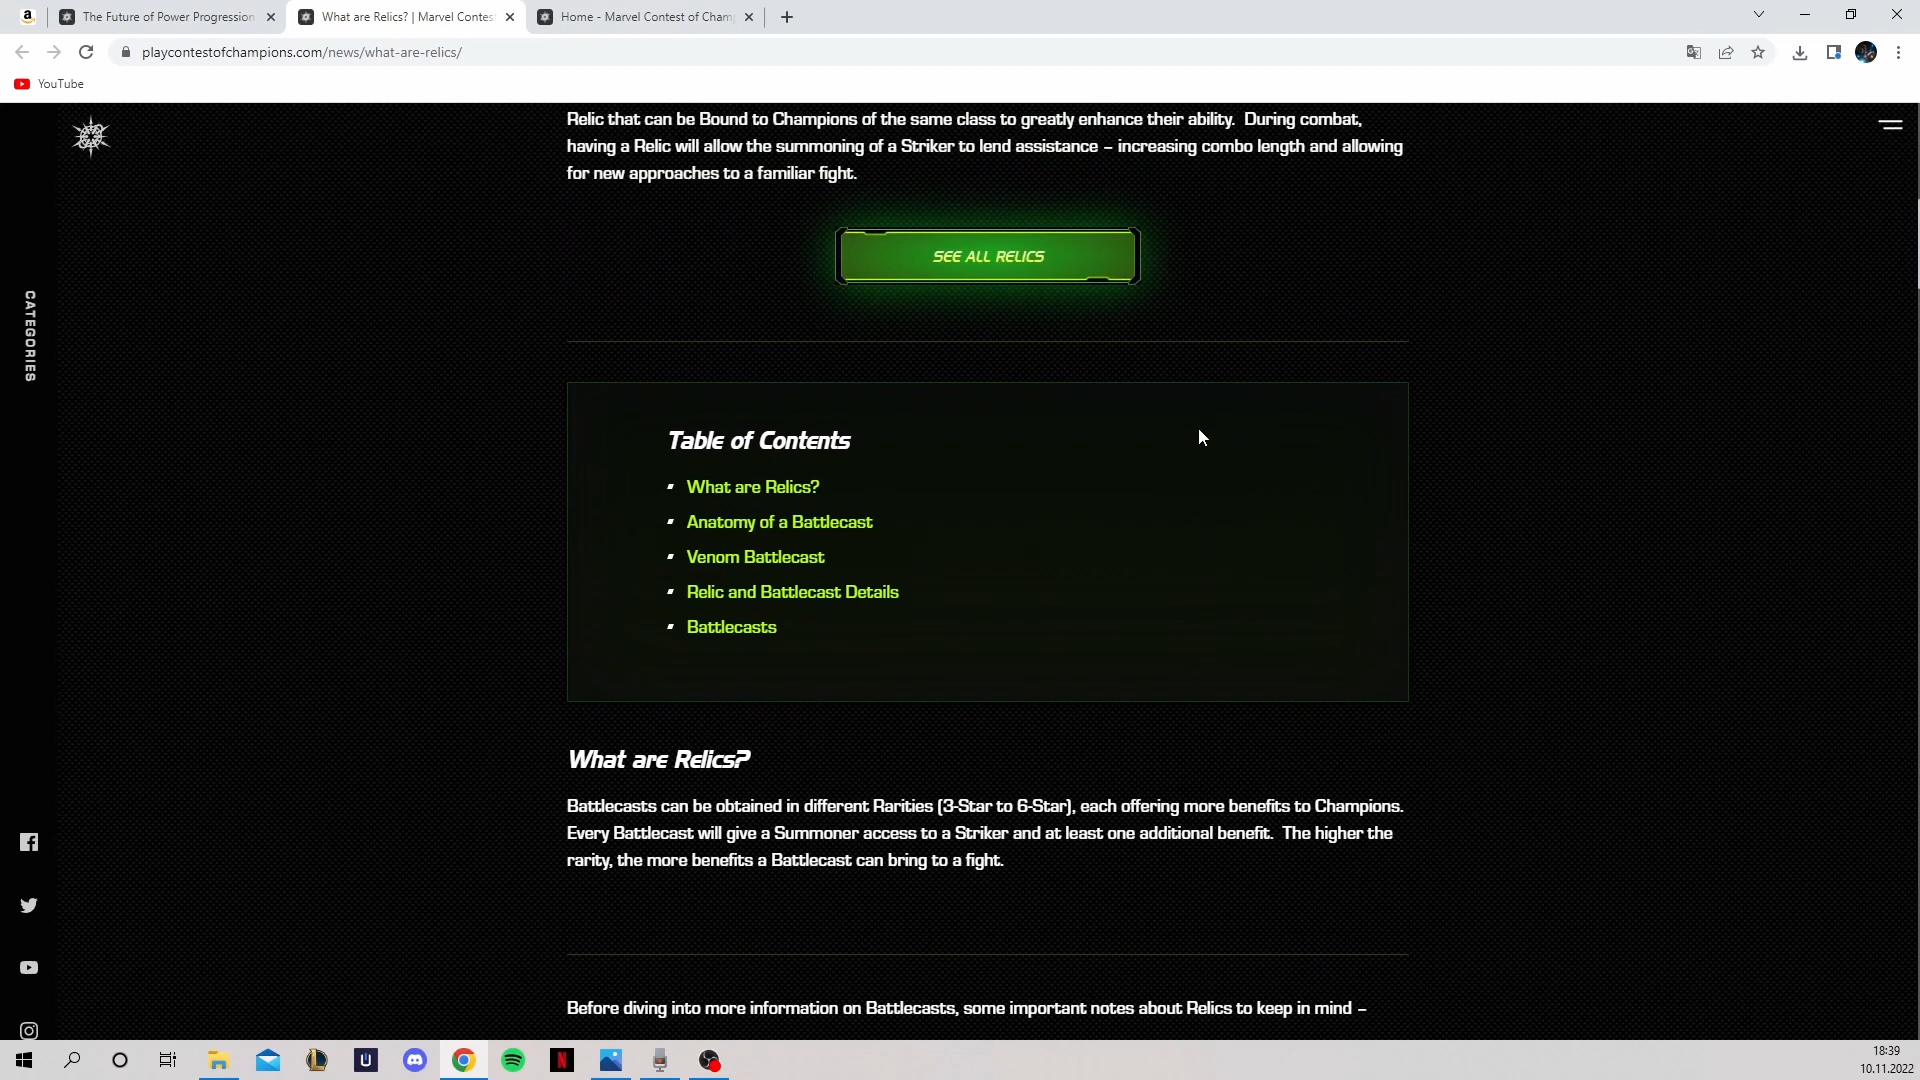 The Future of Power Progression
What are Relics? | Marvel Contes
Home - Marvel Contest of Cham
playcontestofchampions.com/news/what-are-relics/
YouTube
Relic that can be Bound to Champions of the same class to greatly enhance their ability. During combat,
having a Relic will allow the summoning of a Striker to lend assistance – increasing combo length and allowing
for new approaches to a familiar fight.
SEE ALL RELICS
CATEGORIES
Table of Contents
What are Relics?
Anatomy of a Battlecast
Venom Battlecast
Relic and Battlecast Details
Battlecasts
What are Relics?
Battlecasts can be obtained in different Rarities (3-Star to 6-Star), each offering more benefits to Champions.
Every Battlecast will give a Summoner access to a Striker and at least one additional benefit. The higher the
rarity, the more benefits a Battlecast can bring to a fight.
Before diving into more information on Battlecasts, some important notes about Relics to keep in mind –
18:39
10.11.2022